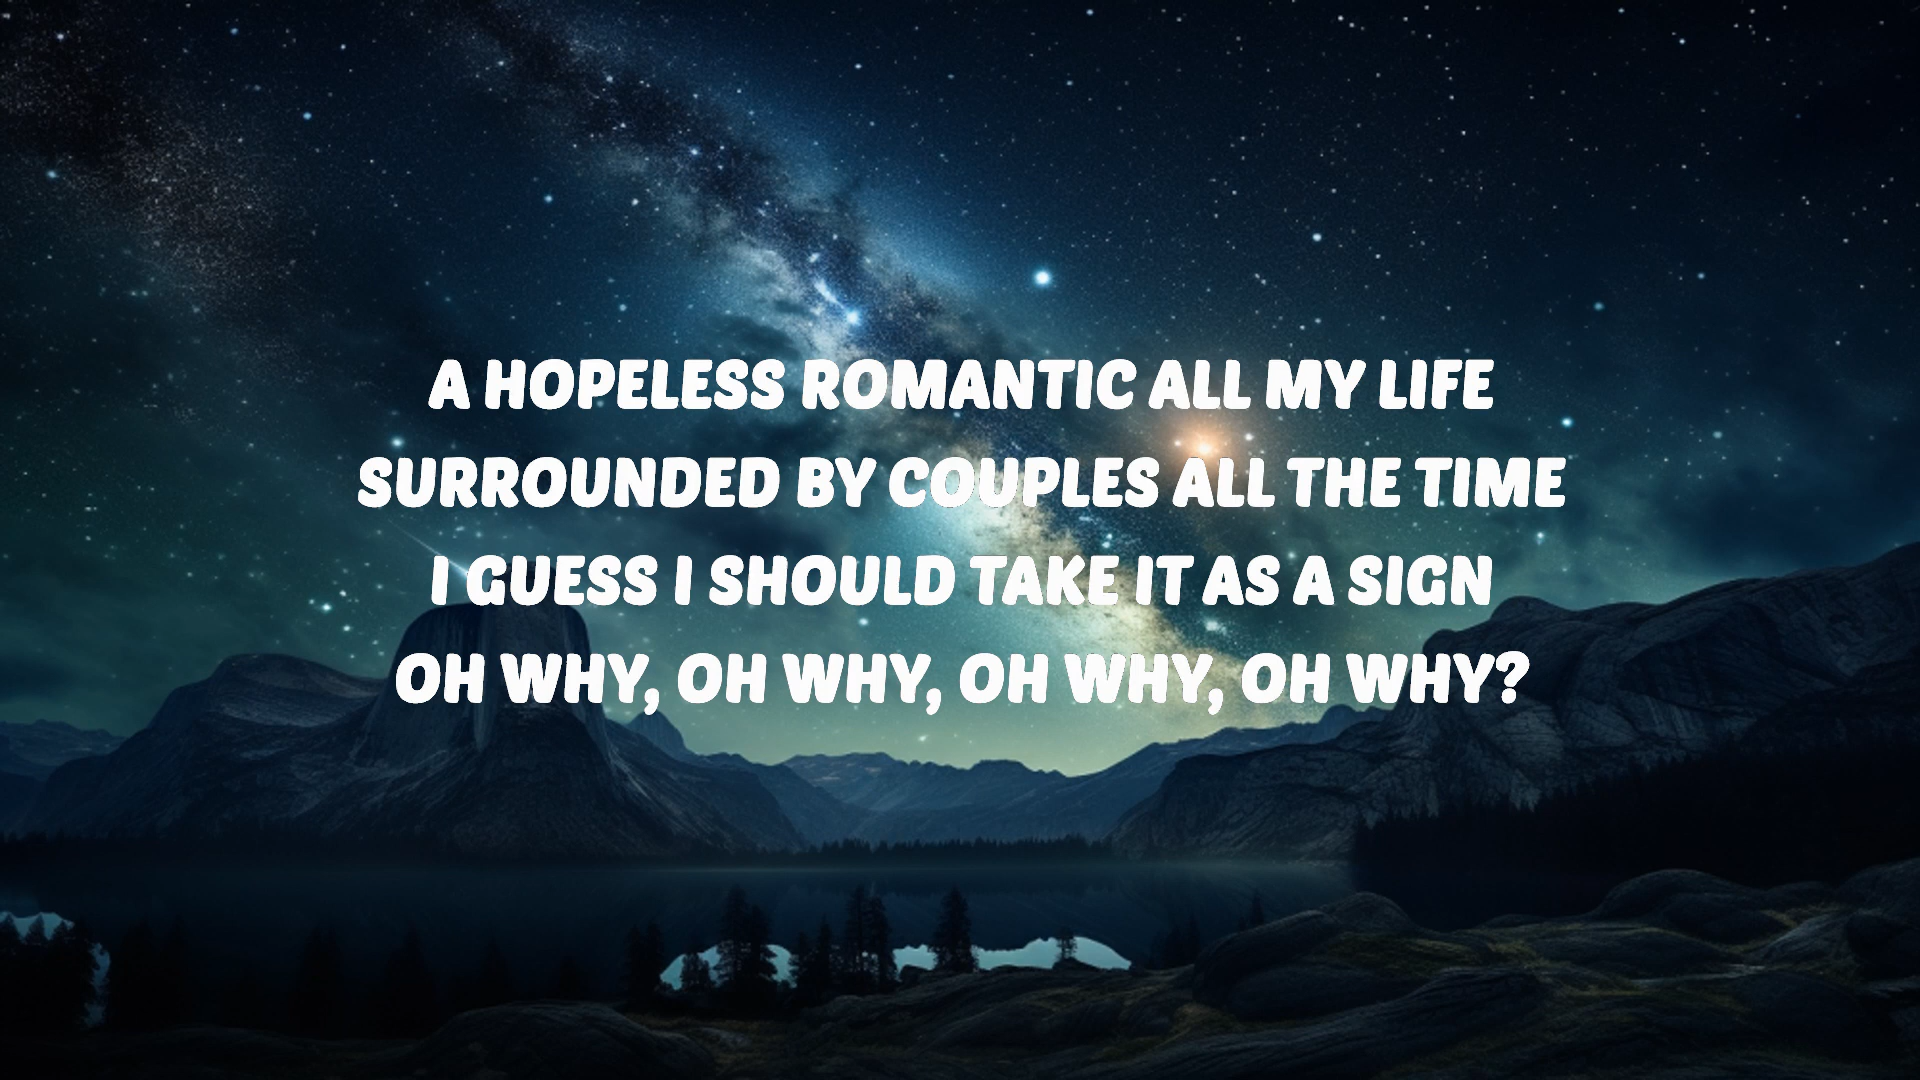 A HOPELESS ROMANTIC ALL MY LIFE
SURROUNDED BY COUPLES ALL THE TIME
I GUESS I SHOULD TAKE IT AS A SIGN
OH WHY, OH WHY, OH WHY, OH WHY?